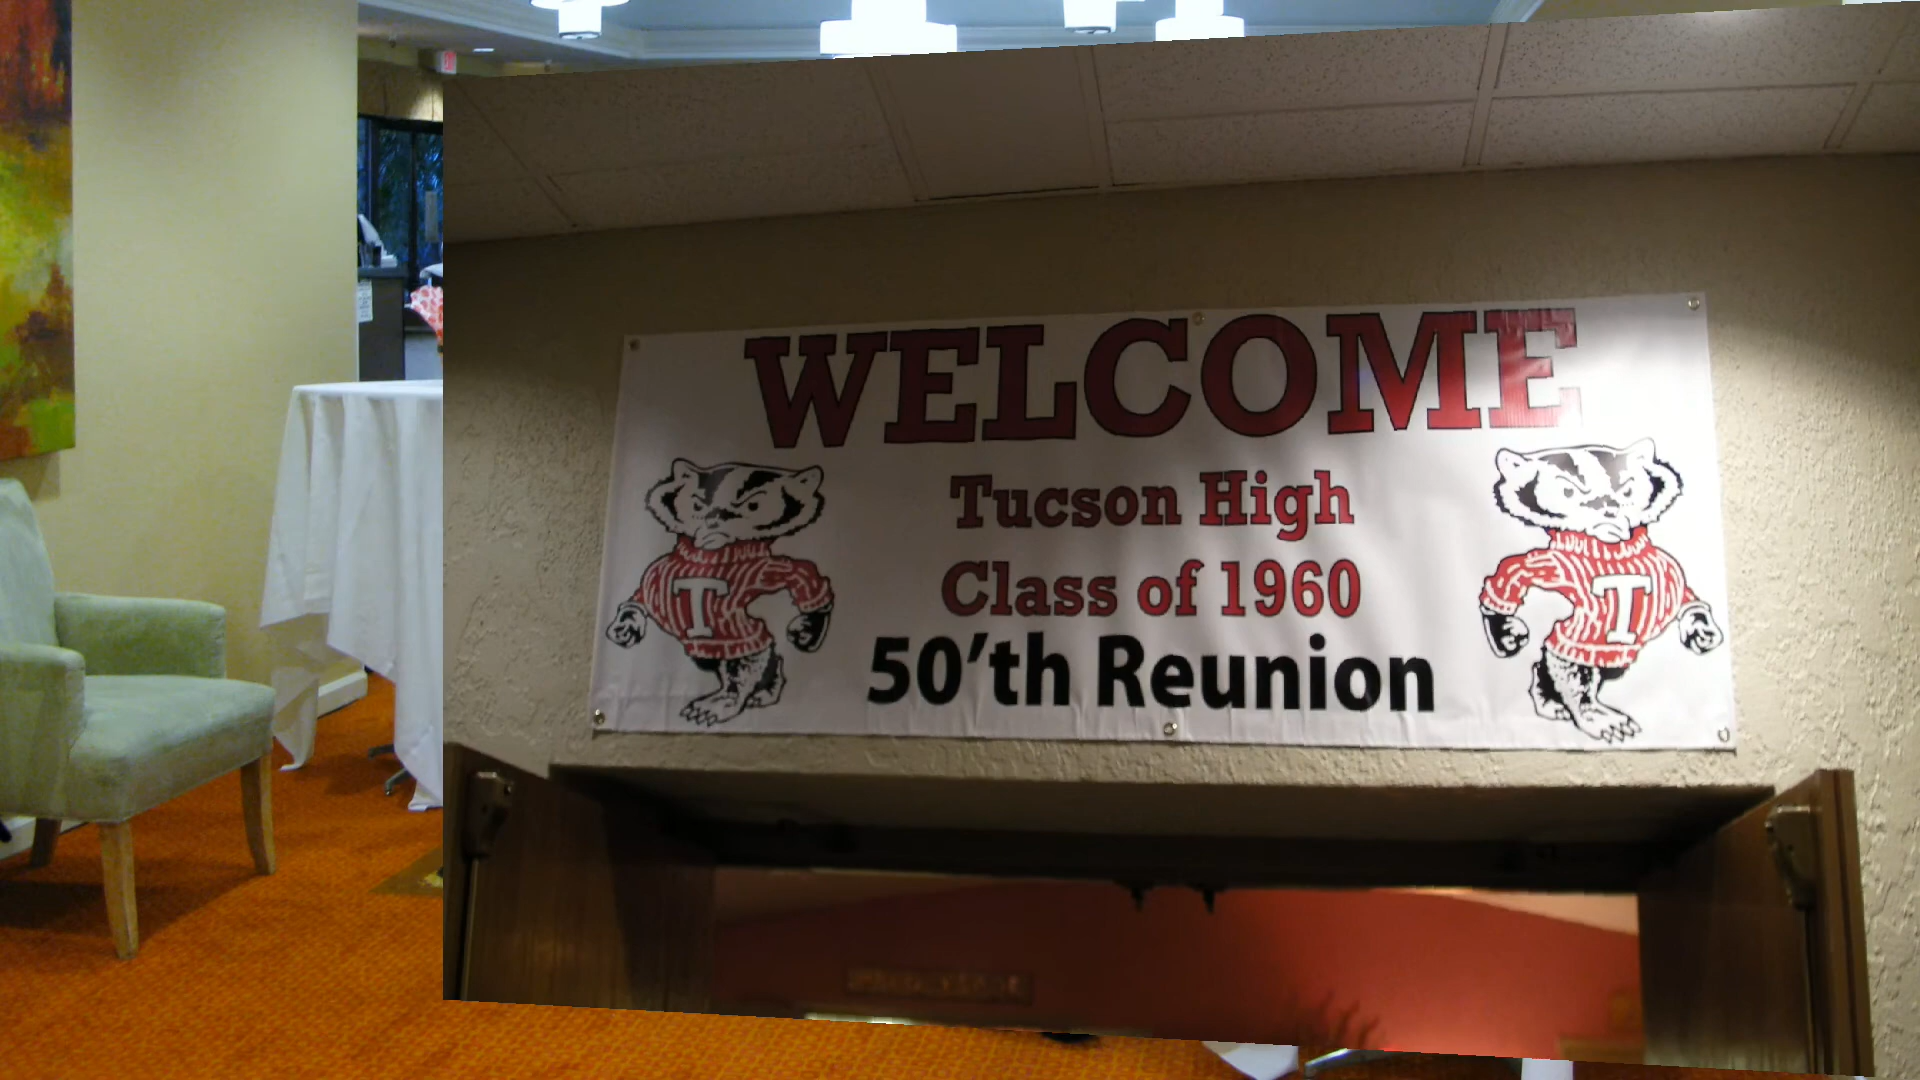 WELCOME
Tucson High
Class of 1960
50'th Reunion
T
T